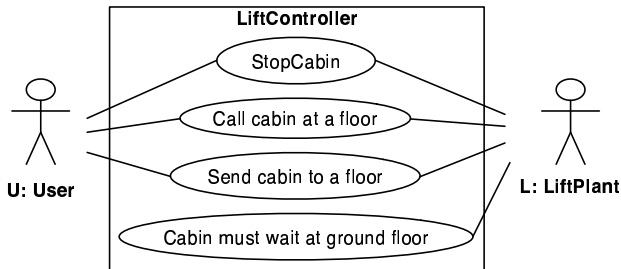 LiftController
StopCabin
Call cabin at a floor
Send cabin to a floor
U: User
L: LiftPlant
Cabin must wait at ground floor